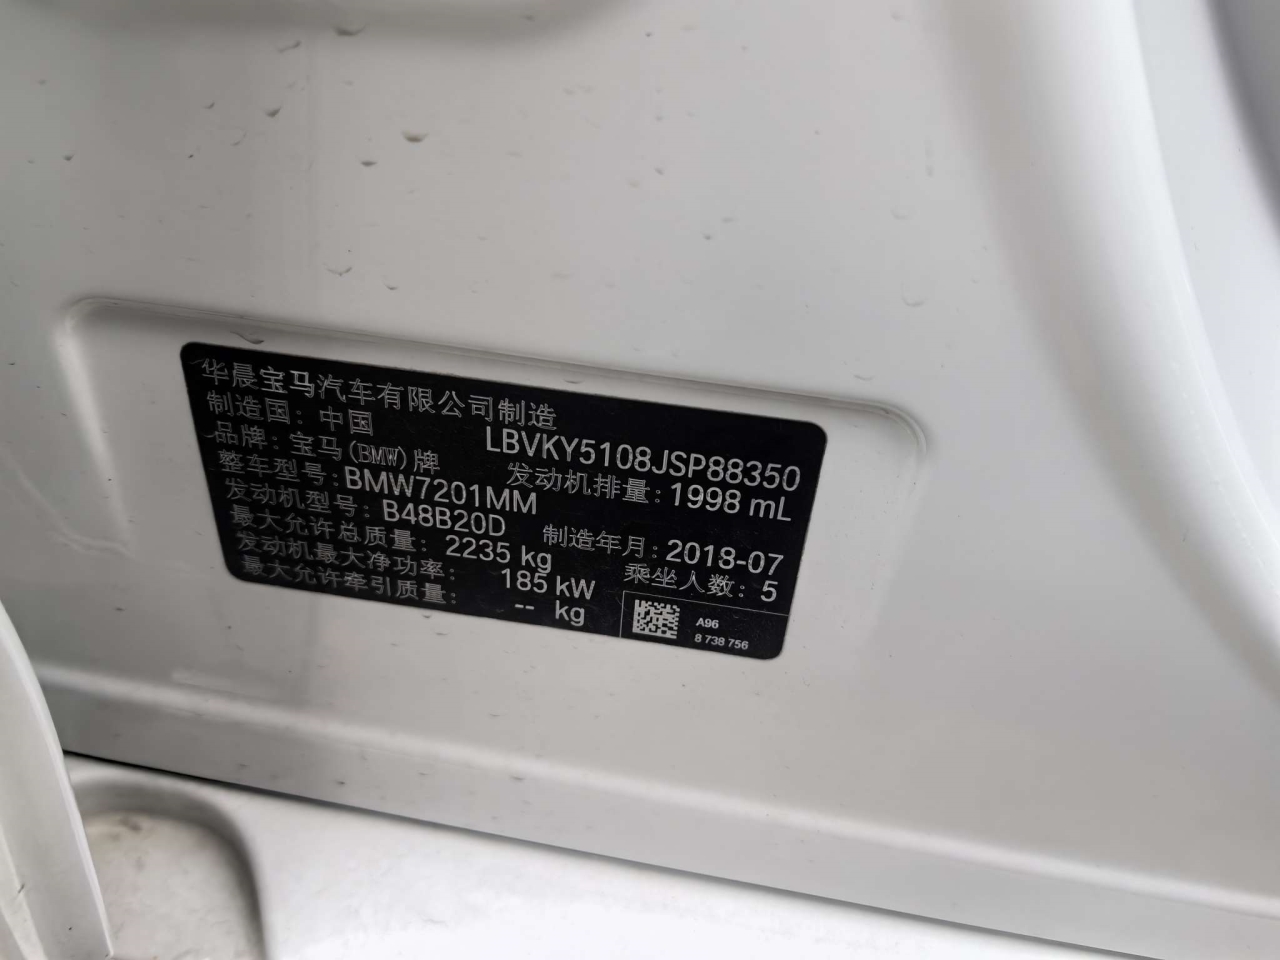 华晨宝马汽车有限公司制造
制造国：中国 LBVKY5108JSP88350
品牌：宝马(BMW)牌 发动机排量：1998 mL
整车型号：BMW7201MM
发动机型号：B48B20D 制造年月：2018-07
最大允许总质量：2235 kg 乘坐人数：5
发动机最大净功率：185 kW
最大允许牵引质量：-- kg
A96
8 738 756